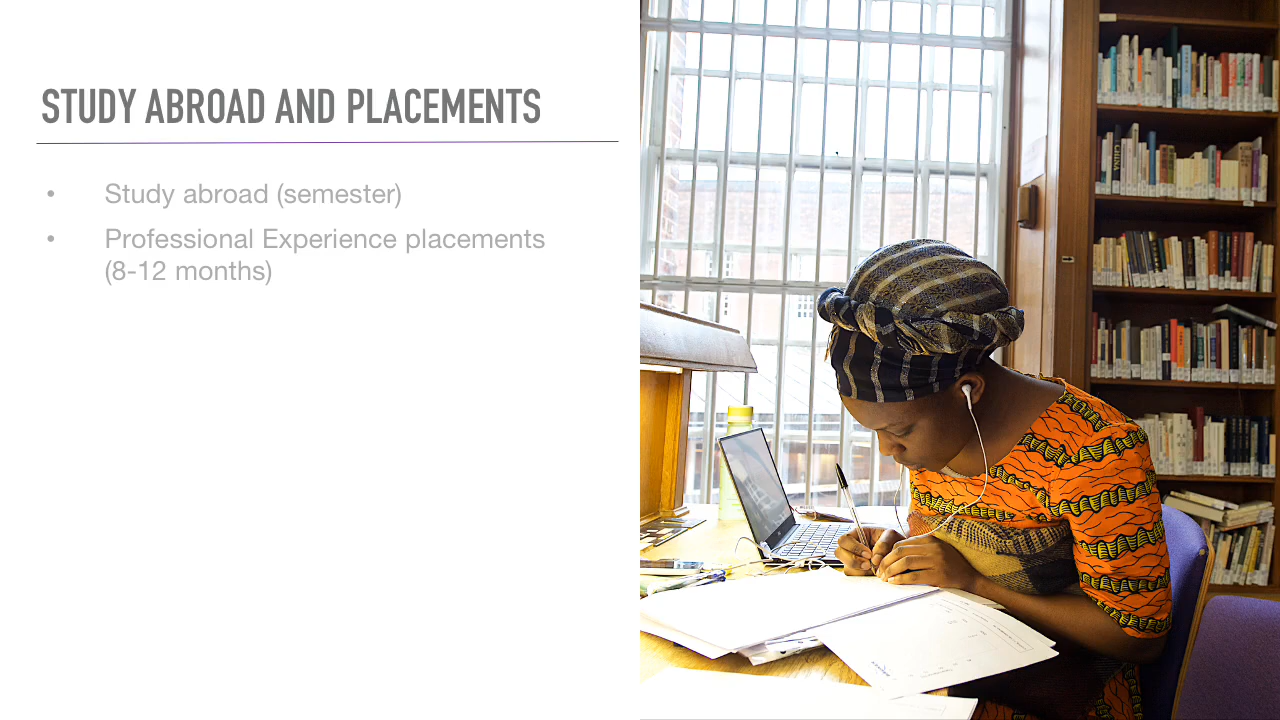 STUDY ABROAD AND PLACEMENTS
• Study abroad (semester)
• Professional Experience placements
(8-12 months)